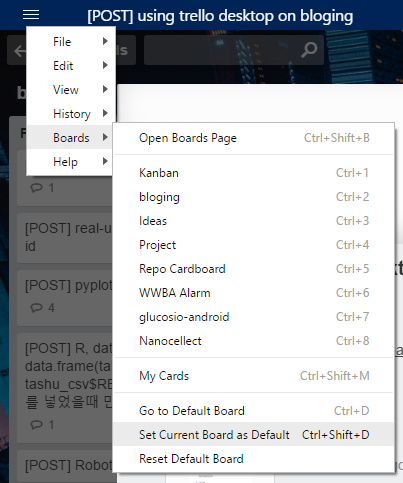 [POST] using trello desktop on bloging
File
Edit
View
History
Boards
Help
Open Boards Page Ctrl+Shift+B
Kanban Ctrl+1
bloging Ctrl+2
Ideas Ctrl+3
Project Ctrl+4
Repo Cardboard Ctrl+5
WWBA Alarm Ctrl+6
glucosio-android Ctrl+7
Nanocellect Ctrl+8
My Cards Ctrl+Shift+M
Go to Default Board Ctrl+D
Set Current Board as Default Ctrl+Shift+D
Reset Default Board
1
[POST] real-u
id
[POST] pyplot
4
[POST] R, dat
data.frame(ta
tashu_csv$RE
를 넣었을때 만
1
[POST] Robot